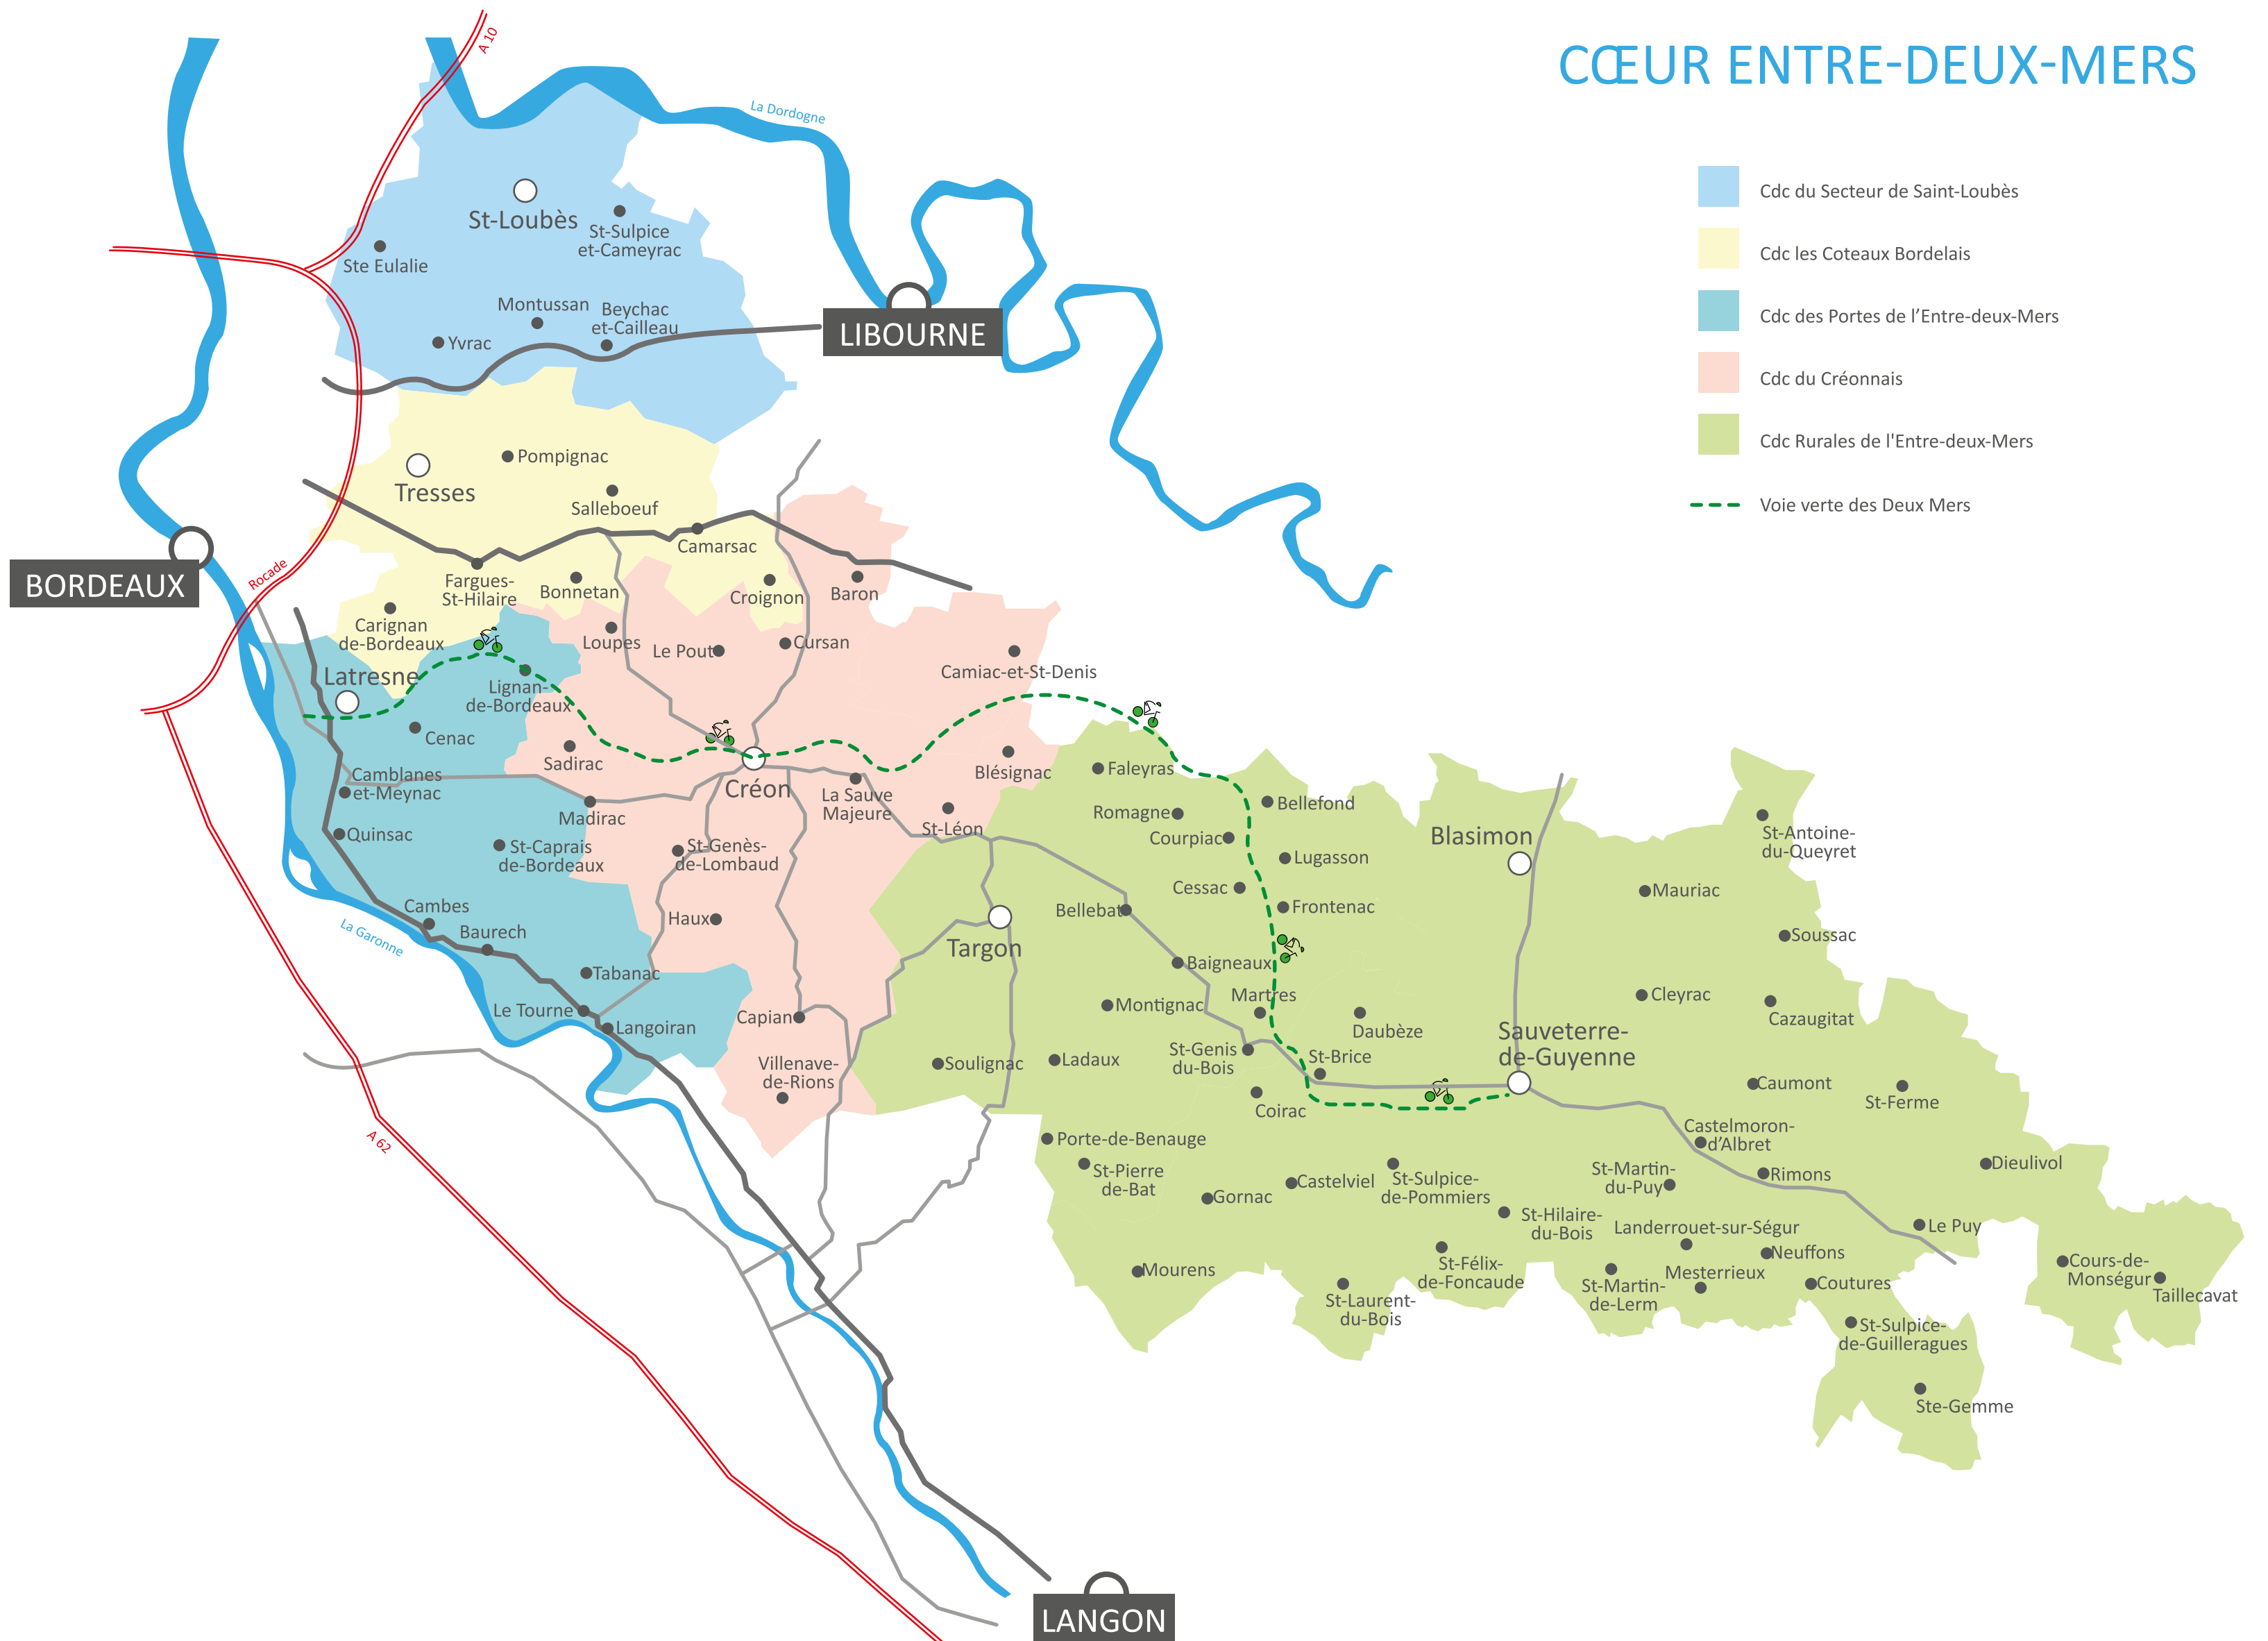 CŒUR ENTRE-DEUX-MERS
A 10
La Dordogne
Cdc du Secteur de Saint-Loubès
Cdc les Coteaux Bordelais
Cdc des Portes de l’Entre-deux-Mers
Cdc du Créonnais
Cdc Rurales de l'Entre-deux-Mers
Voie verte des Deux Mers
St-Loubès
St-Sulpice
et-Cameyrac
Ste Eulalie
Montussan
Beychac
et-Cailleau
Yvrac
LIBOURNE
Pompignac
Tresses
Salleboeuf
Camarsac
BORDEAUX
Rocade
Fargues-
St-Hilaire
Bonnetan
Croignon
Baron
Carignan
de-Bordeaux
Loupes
Le Pout
Cursan
Camiac-et-St-Denis
Latresne
Lignan-
de-Bordeaux
Cenac
Sadirac
Créon
Blésignac
Faleyras
Camblanes
et-Meynac
Madirac
La Sauve
Majeure
St-Léon
Romagne
Bellefond
Courpiac
Blasimon
St-Antoine-
du-Queyret
Quinsac
St-Caprais
de-Bordeaux
St-Genès-
de-Lombaud
Lugasson
Cessac
Mauriac
Cambes
Baurech
La Garonne
Haux
Bellebat
Frontenac
Targon
Soussac
Tabanac
Baigneaux
Martres
Cleyrac
Cazaugitat
Le Tourne
Langoiran
Capian
Montignac
Daubèze
Sauveterre-
de-Guyenne
Villenave-
de-Rions
Soulignac
Ladaux
St-Genis
du-Bois
St-Brice
Coirac
Caumont
St-Ferme
A 62
Porte-de-Benauge
St-Pierre
de-Bat
Gornac
Castelviel
St-Sulpice-
de-Pommiers
Castelmoron-
d’Albret
St-Martin-
du-Puy
Rimons
Dieulivol
St-Hilaire-
du-Bois
Landerrouet-sur-Ségur
Le Puy
Mourens
St-Félix-
de-Foncaude
Neuffons
Mesterrieux
St-Martin-
de-Lerm
Coutures
Cours-de-
Monségur
Taillecavat
St-Laurent-
du-Bois
St-Sulpice-
de-Guilleragues
Ste-Gemme
LANGON